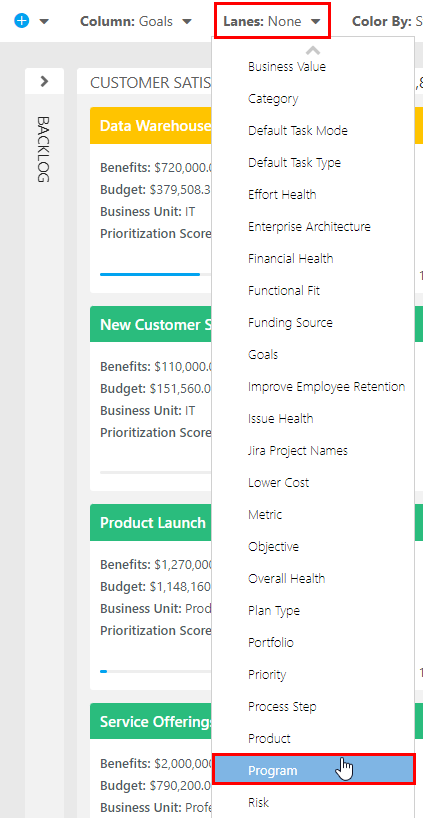 Column: Goals
Lanes: None
Color By: S
BACKLOG
CUSTOMER SATIS
Data Warehouse
Benefits: $720,000.0
Budget: $379,508.3
Business Unit: IT
Prioritization Score
New Customer S
Benefits: $110,000.0
Budget: $151,560.0
Business Unit: IT
Prioritization Score
Product Launch
Benefits: $1,270,000
Budget: $1,148,160
Business Unit: Prod
Prioritization Score
Service Offerings
Benefits: $2,000,000
Budget: $790,200.0
Business Unit: Profe
Business Value
Category
Default Task Mode
Default Task Type
Effort Health
Enterprise Architecture
Financial Health
Functional Fit
Funding Source
Goals
Improve Employee Retention
Issue Health
Jira Project Names
Lower Cost
Metric
Objective
Overall Health
Plan Type
Portfolio
Priority
Process Step
Product
Program
Risk